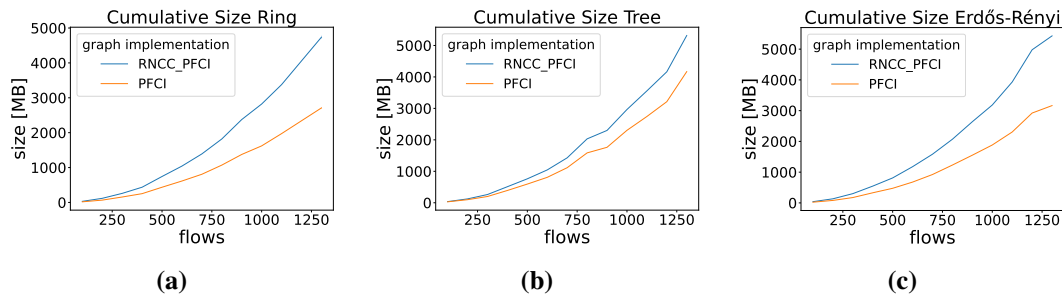 Cumulative Size Ring
graph implementation
RNCC_PFCI
PFCI
size [MB]
5000
4000
3000
2000
1000
0
250
500
750
1000
1250
flows
(a)
Cumulative Size Tree
graph implementation
RNCC_PFCI
PFCI
size [MB]
5000
4000
3000
2000
1000
0
250
500
750
1000
1250
flows
(b)
Cumulative Size Erdős-Rényi
graph implementation
RNCC_PFCI
PFCI
size [MB]
5000
4000
3000
2000
1000
0
250
500
750
1000
1250
flows
(c)